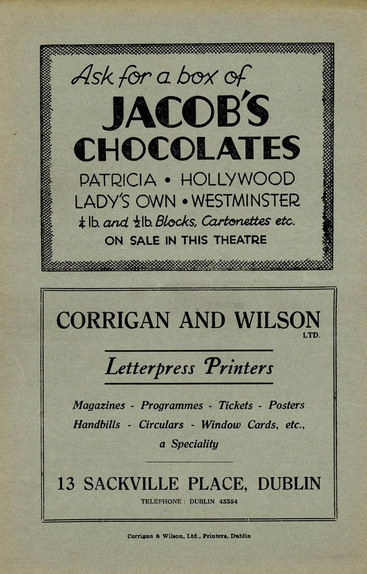 Ask for a box of
JACOB'S
CHOCOLATES
PATRICIA • HOLLYWOOD
LADY'S OWN • WESTMINSTER
¼ lb. and ½ lb. Blocks, Cartonettes etc.
ON SALE IN THIS THEATRE
CORRIGAN AND WILSON
LTD.
Letterpress Printers
Magazines - Programmes - Tickets - Posters
Handbills - Circulars - Window Cards, etc.,
a Speciality
13 SACKVILLE PLACE, DUBLIN
TELEPHONE : DUBLIN 43354
Corrigan & Wilson, Ltd., Printers, Dublin